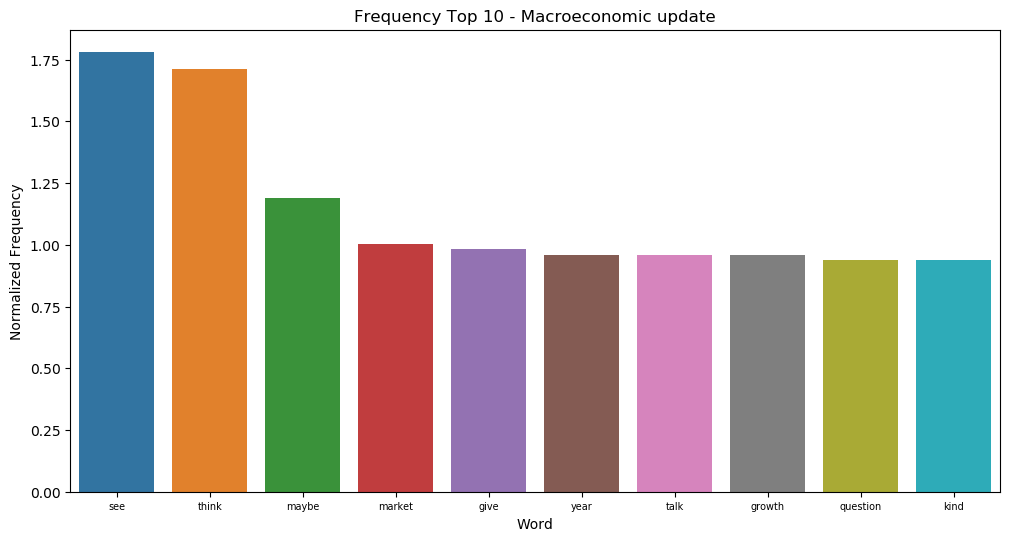 Frequency Top 10 - Macroeconomic update
Normalized Frequency
1.75
1.50
1.25
1.00
0.75
0.50
0.25
0.00
see think maybe market give year talk growth question kind
Word